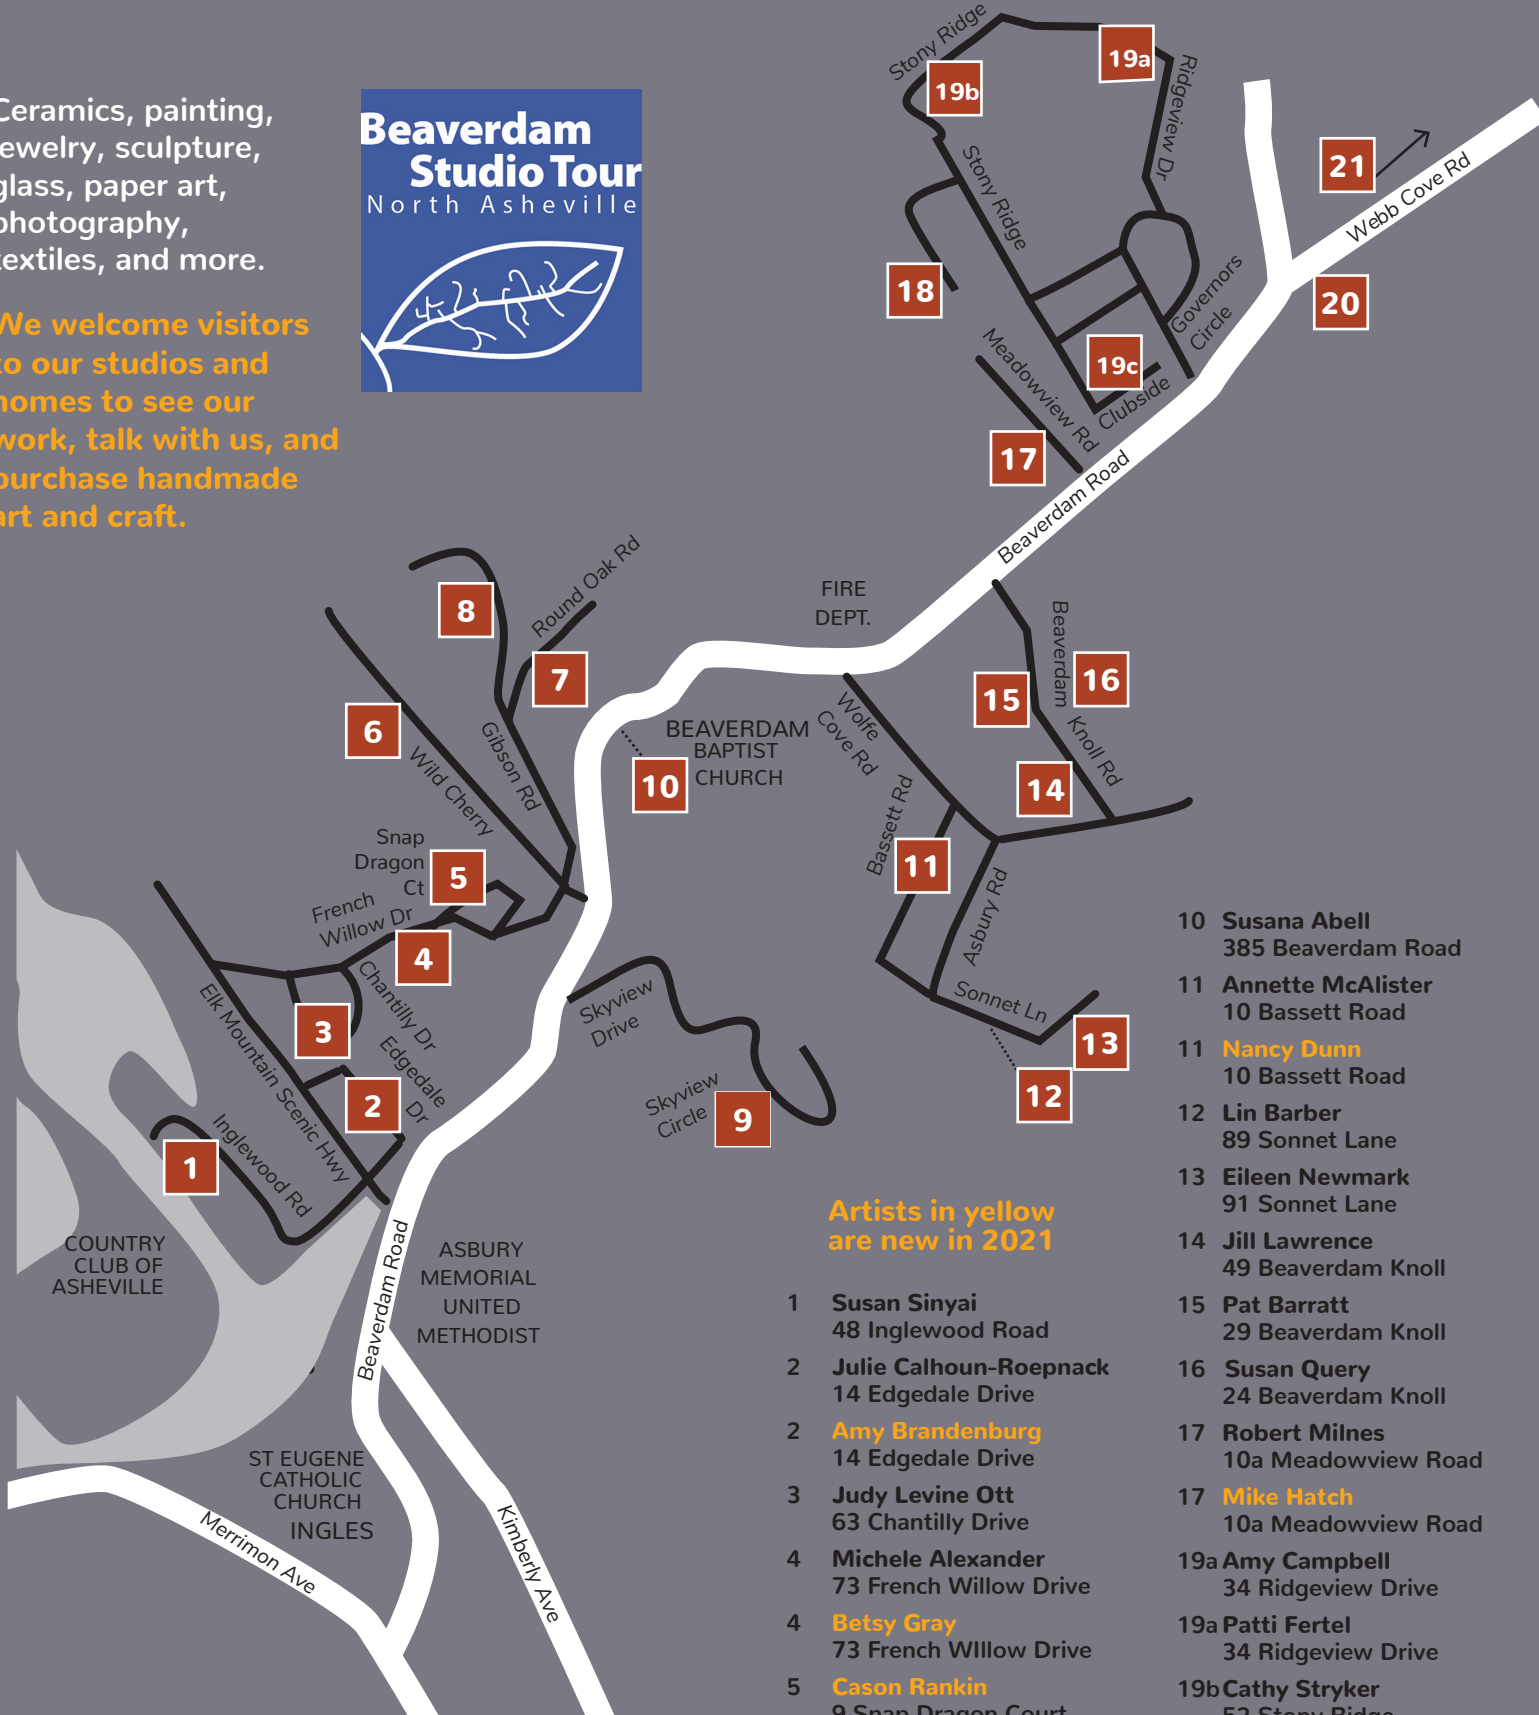 Ceramics, painting,
jewelry, sculpture,
glass, paper art,
photography,
textiles, and more.
We welcome visitors
to our studios and
homes to see our
work, talk with us, and
purchase handmade
art and craft.
Beaverdam
Studio Tour
North Asheville
Stony Ridge
19b
19a
Ridgeview Dr
Stony Ridge
18
21
Webb Cove Rd
20
Governors
Circle
19c
Clubside
Meadowview Rd
17
Beaverdam Road
FIRE
DEPT.
8
Round Oak Rd
7
6
Wild Cherry
Gibson Rd
BEAVERDAM
BAPTIST
CHURCH
10
Wolfe
Cove Rd
Beaverdam
Knoll Rd
15
16
14
Bassett Rd
11
Asbury Rd
Sonnet Ln
13
12
Snap
Dragon
Ct
5
French
Willow Dr
4
Chantilly Dr
3
Elk Mountain Scenic Hwy
Edgedale
Dr
2
Inglewood Rd
1
Skyview
Drive
Skyview
Circle
9
COUNTRY
CLUB OF
ASHEVILLE
Beaverdam Road
ASBURY
MEMORIAL
UNITED
METHODIST
ST EUGENE
CATHOLIC
CHURCH
INGLES
Merrimon Ave
Kimberly Ave
Artists in yellow
are new in 2021
1 Susan Sinyai
48 Inglewood Road
2 Julie Calhoun-Roepnack
14 Edgedale Drive
2 Amy Brandenburg
14 Edgedale Drive
3 Judy Levine Ott
63 Chantilly Drive
4 Michele Alexander
73 French Willow Drive
4 Betsy Gray
73 French WIllow Drive
5 Cason Rankin
9 Snap Dragon Court
10 Susana Abell
385 Beaverdam Road
11 Annette McAlister
10 Bassett Road
11 Nancy Dunn
10 Bassett Road
12 Lin Barber
89 Sonnet Lane
13 Eileen Newmark
91 Sonnet Lane
14 Jill Lawrence
49 Beaverdam Knoll
15 Pat Barratt
29 Beaverdam Knoll
16 Susan Query
24 Beaverdam Knoll
17 Robert Milnes
10a Meadowview Road
17 Mike Hatch
10a Meadowview Road
19a Amy Campbell
34 Ridgeview Drive
19a Patti Fertel
34 Ridgeview Drive
19b Cathy Stryker
52 Stony Ridge